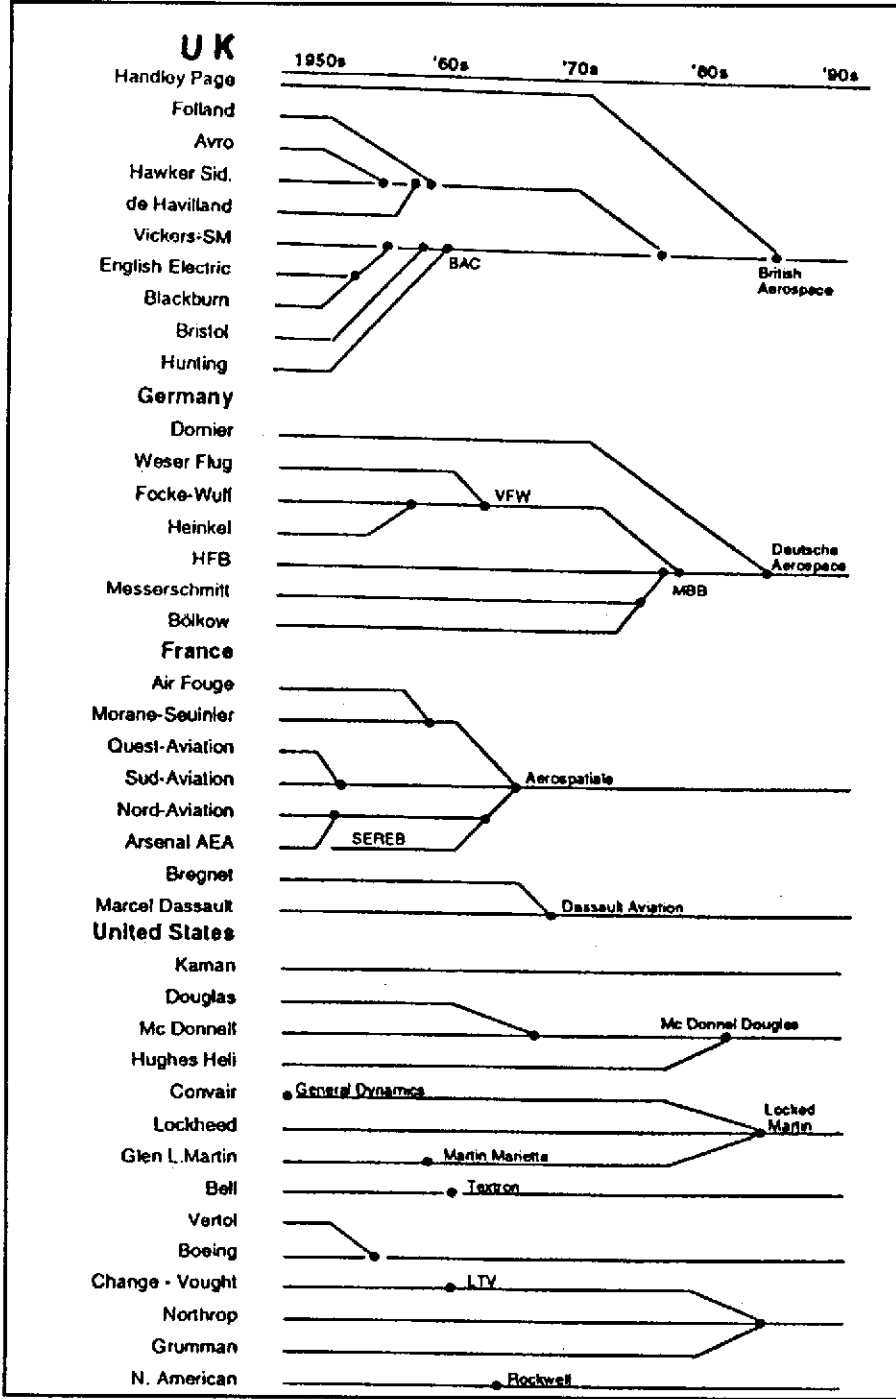 UK
1950s '60s '70s '80s '90s
Handley Page
Folland
Avro
Hawker Sid.
de Havilland
Vickers-SM
English Electric
BAC
British
Aerospace
Blackburn
Bristol
Hunting
Germany
Dornier
Weser Flug
Focke-Wulf
VFW
Heinkel
HFB
Deutsche
Aerospace
Messerschmitt
MBB
Bölkow
France
Air Fouge
Morane-Seuinler
Quest-Aviation
Sud-Aviation
Aerospatiale
Nord-Aviation
Arsenal AEA
SEREB
Bregnet
Marcel Dassault
Dassault Aviation
United States
Kaman
Douglas
Mc Donnell
Mc Donnel Dougles
Hughes Heli
Convair
General Dynamics
Lockheed
Locked
Martin
Glen L.Martin
Martin Marietta
Bell
Textron
Vertol
Boeing
Change - Vought
LTV
Northrop
Grumman
N. American
Rockwell